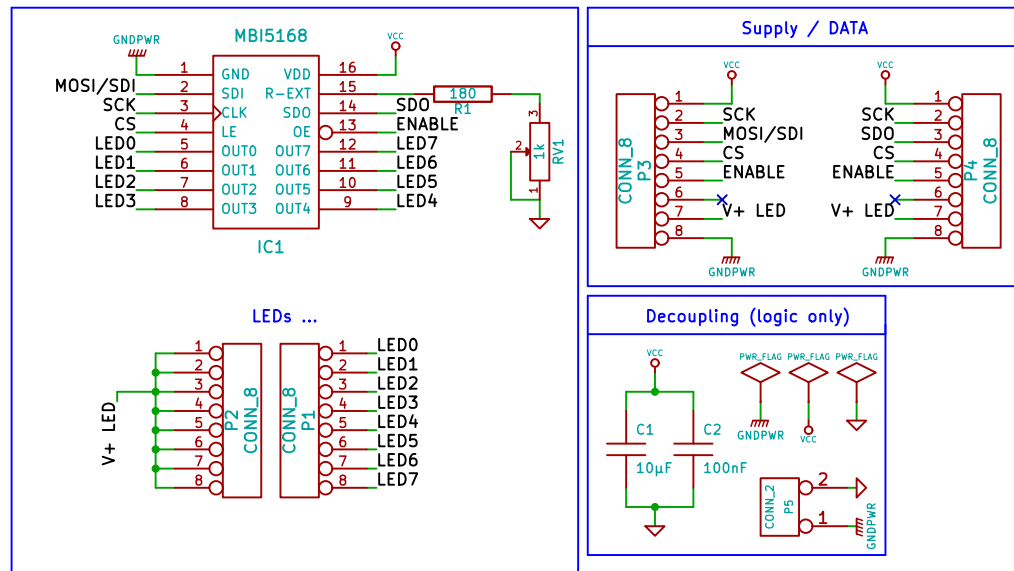 MBI5168
GNDPWR
VCC
1 GND VDD 16
MOSI/SDI 2 SDI R-EXT 15 180 R1
SCK 3 CLK SDO 14 SDO
CS 4 LE OE 13 ENABLE
LED0 5 OUT0 OUT7 12 LED7
LED1 6 OUT1 OUT6 11 LED6
LED2 7 OUT2 OUT5 10 LED5
LED3 8 OUT3 OUT4 9 LED4
IC1
3
2 1k RV1
1
LEDs ...
V+ LED
1
2
3
4
5
6
7
8
P2
CONN_8
CONN_8
P1
1 LED0
2 LED1
3 LED2
4 LED3
5 LED4
6 LED5
7 LED6
8 LED7
Supply / DATA
VCC
CONN_8
P3
1
2 SCK
3 MOSI/SDI
4 CS
5 ENABLE
6
7 V+ LED
8
GNDPWR
VCC
1
SCK 2
SDO 3
CS 4
ENABLE 5
6
V+ LED 7
8
P4
CONN_8
GNDPWR
Decoupling (logic only)
VCC
C1
10µF
C2
100nF
PWR_FLAG PWR_FLAG PWR_FLAG
GNDPWR
VCC
CONN_2
P5
2
1
GNDPWR